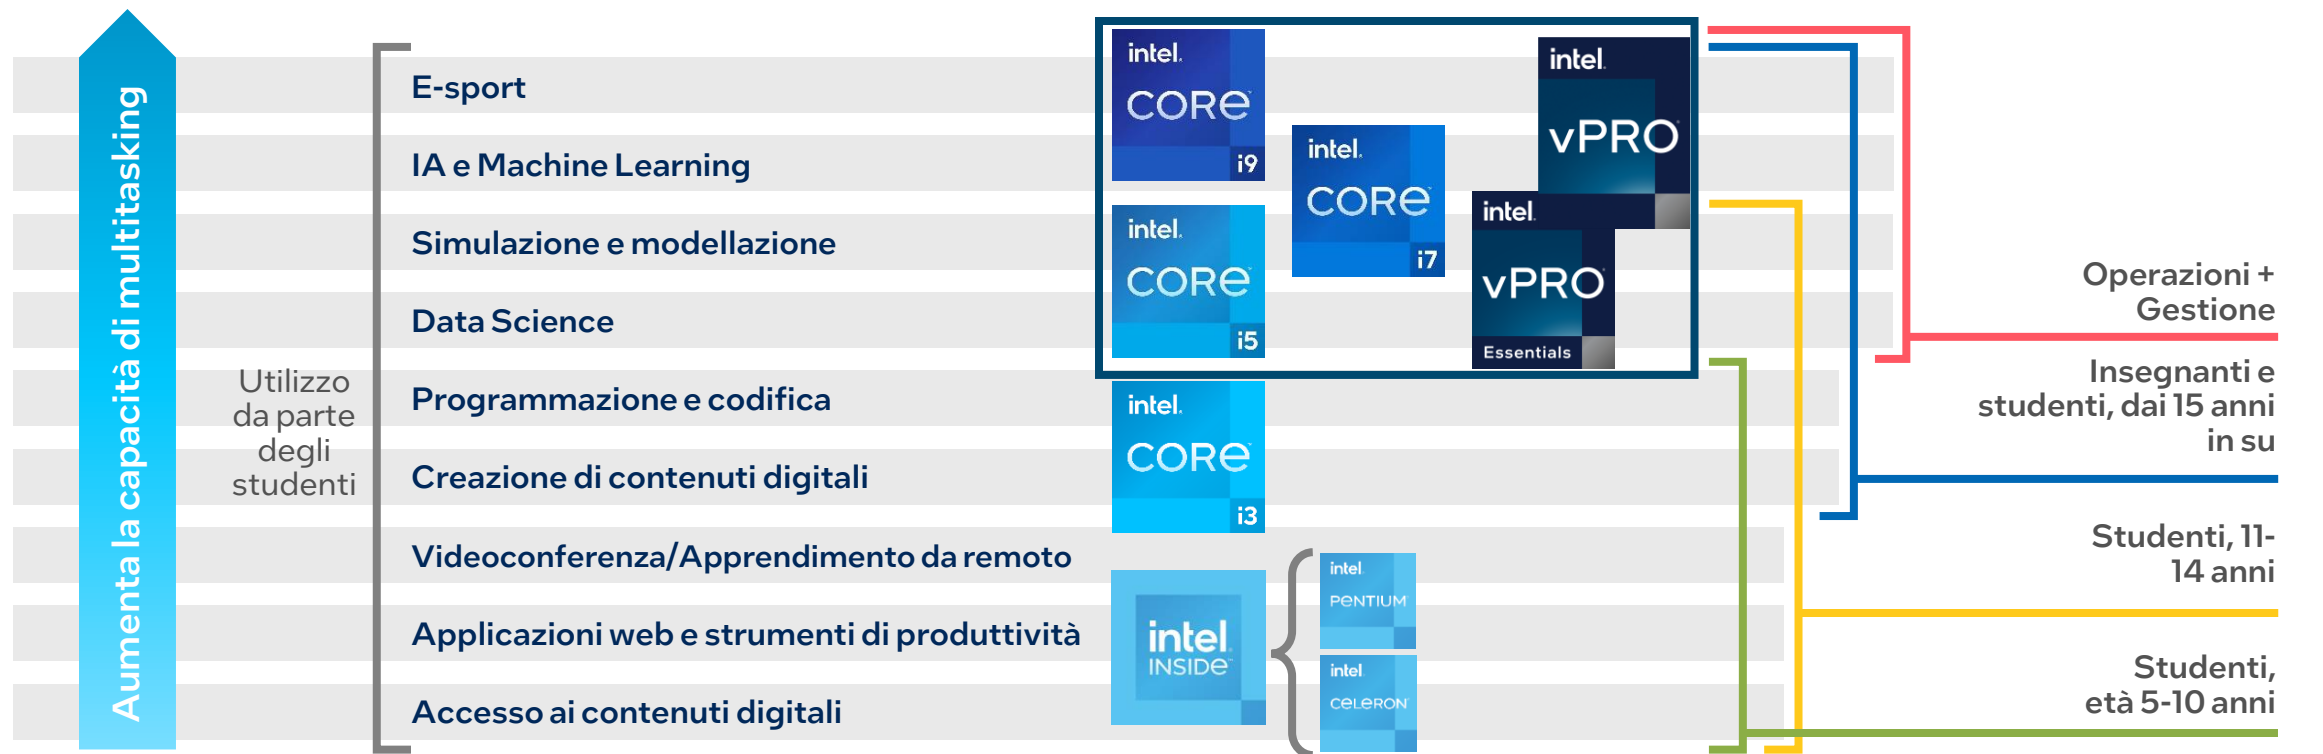 Aumenta la capacità di multitasking
Utilizzo
da parte
degli
studenti
E-sport
IA e Machine Learning
Simulazione e modellazione
Data Science
Programmazione e codifica
Creazione di contenuti digitali
Videoconferenza/Apprendimento da remoto
Applicazioni web e strumenti di produttività
Accesso ai contenuti digitali
intel.
CORE
i9
intel.
CORE
i7
intel.
CORE
i5
intel.
vPRO
intel.
vPRO
Essentials
intel.
CORE
i3
intel.
INSIDE
intel.
PENTIUM
intel.
CELERON
Operazioni +
Gestione
Insegnanti e
studenti, dai 15 anni
in su
Studenti, 11-
14 anni
Studenti,
età 5-10 anni